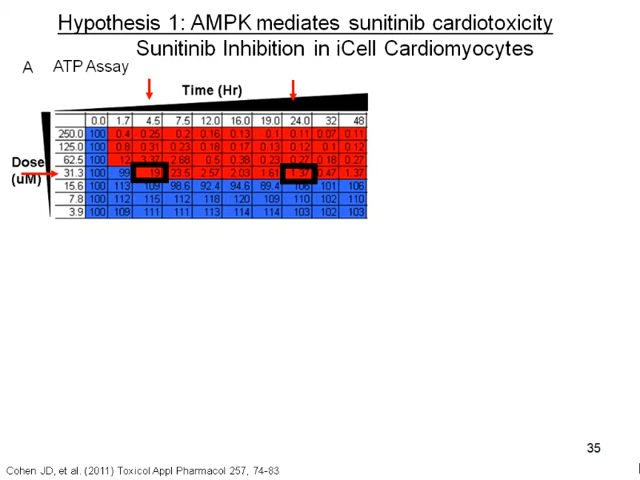 Hypothesis 1: AMPK mediates sunitinib cardiotoxicity
Sunitinib Inhibition in iCell Cardiomyocytes
A ATP Assay
Time (Hr)
0.0 1.7 4.5 7.5 12.0 16.0 19.0 24.0 32 48
250.0 100 0.4 0.25 0.2 0.16 0.13 0.1 0.11 0.07 0.11
125.0 100 0.8 0.31 0.23 0.18 0.17 0.13 0.12 0.1 0.12
62.5 100 12 3.37 2.68 0.5 0.38 0.23 0.27 0.18 0.27
Dose
(uM)
31.3 100 99 19 23.5 2.57 2.03 1.61 1.37 0.47 1.37
15.6 100 113 109 98.6 92.4 94.6 89.4 106 101 106
7.8 100 112 115 112 118 120 109 110 102 110
3.9 100 109 111 111 113 114 114 103 102 103
35
Cohen JD, et al. (2011) Toxicol Appl Pharmacol 257, 74-83